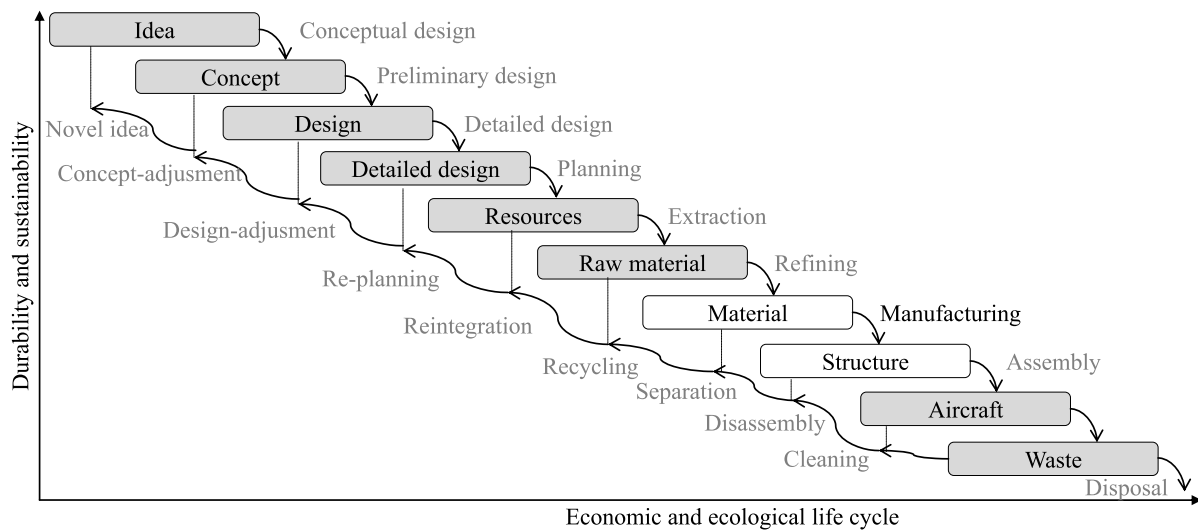 Idea
Conceptual design
Concept
Preliminary design
Design
Detailed design
Novel idea
Detailed design
Planning
Concept-adjusment
Resources
Extraction
Design-adjusment
Raw material
Refining
Re-planning
Material
Manufacturing
Reintegration
Structure
Assembly
Recycling
Separation
Aircraft
Disassembly
Cleaning
Waste
Disposal
Durability and sustainability
Economic and ecological life cycle